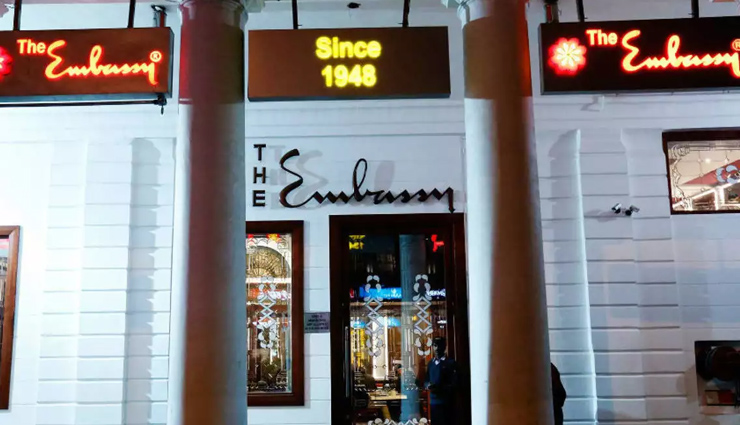 The Embassy®
Since
1948
The Embassy®
THE Embassy